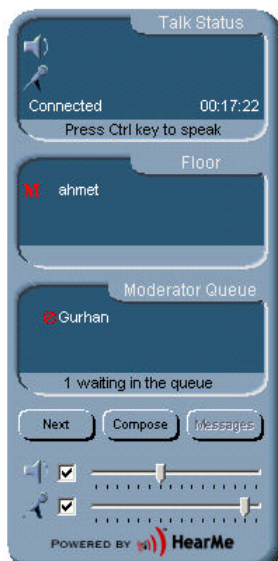 Talk Status
Connected 00:17:22
Press Ctrl key to speak
Floor
M ahmet
Moderator Queue
Gurhan
1 waiting in the queue
Next Compose Messages
POWERED BY HearMe